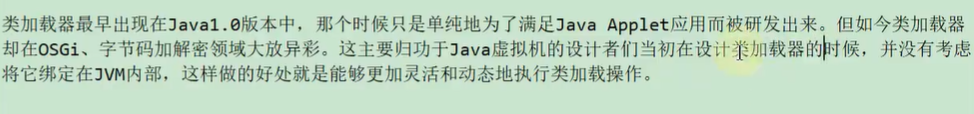 类加载器最早出现在Java1.0版本中，那个时候只是单纯地为了满足Java Applet应用而被研发出来。但如今类加载器
却在OSGi、字节码加解密领域大放异彩。这主要归功于Java虚拟机的设计者们当初在设计类加载器的时候，并没有考虑
将它绑定在JVM内部，这样做的好处就是能够更加灵活和动态地执行类加载操作。